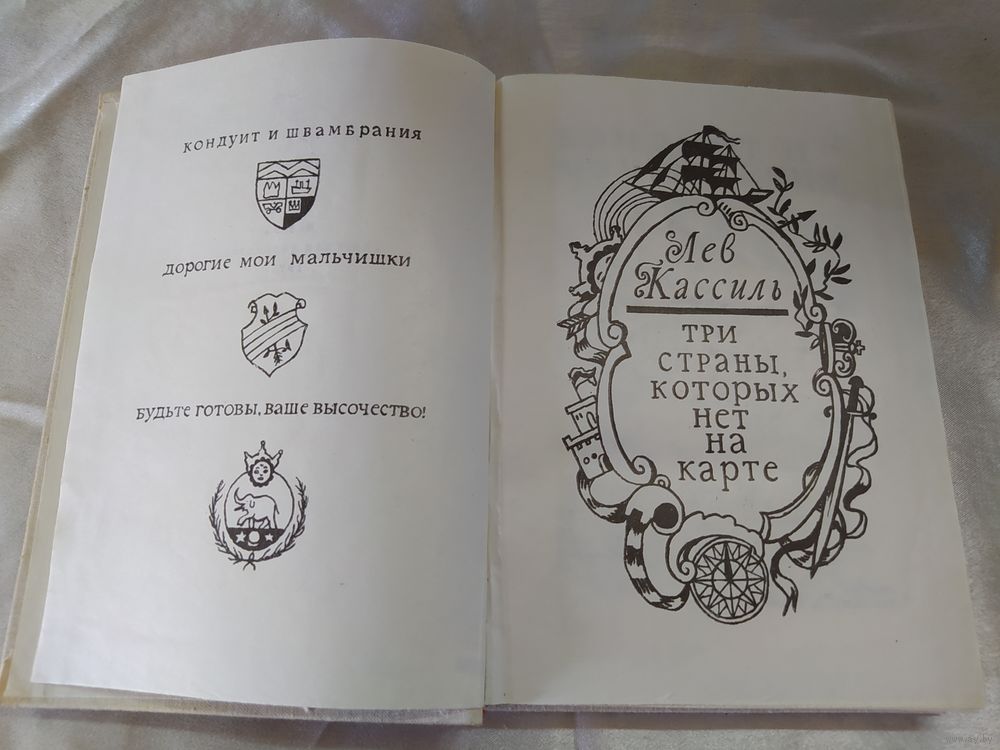 КОНДУИТ И ШВАМБРАНИЯ
ДОРОГИЕ МОИ МАЛЬЧИШКИ
БУДЬТЕ ГОТОВЫ, ВАШЕ ВЫСОЧЕСТВО!
Лев
Кассиль
ТРИ
СТРАНЫ,
КОТОРЫХ
НЕТ
НА
КАРТЕ